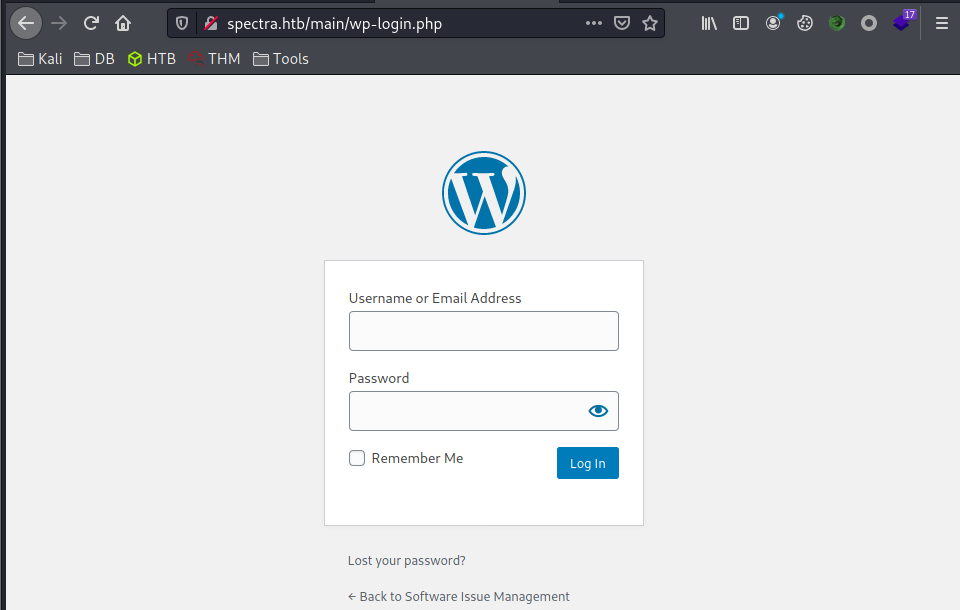 spectra.htb/main/wp-login.php
17
Kali DB HTB THM Tools
Username or Email Address
Password
Remember Me
Log In
Lost your password?
← Back to Software Issue Management